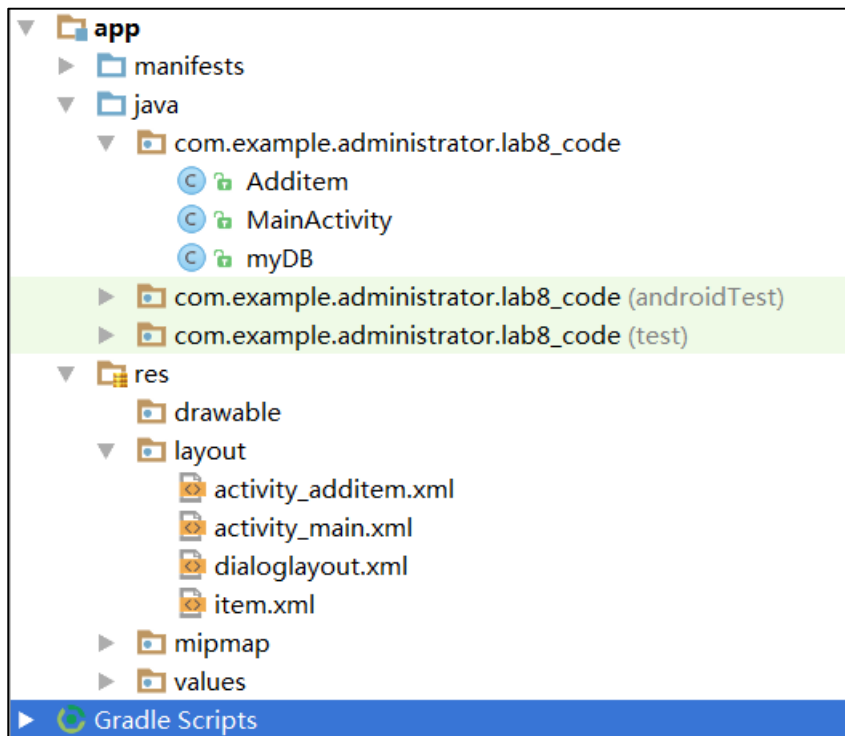 app
manifests
java
com.example.administrator.lab8_code
C Additem
C MainActivity
C myDB
com.example.administrator.lab8_code (androidTest)
com.example.administrator.lab8_code (test)
res
drawable
layout
activity_additem.xml
activity_main.xml
dialoglayout.xml
item.xml
mipmap
values
Gradle Scripts